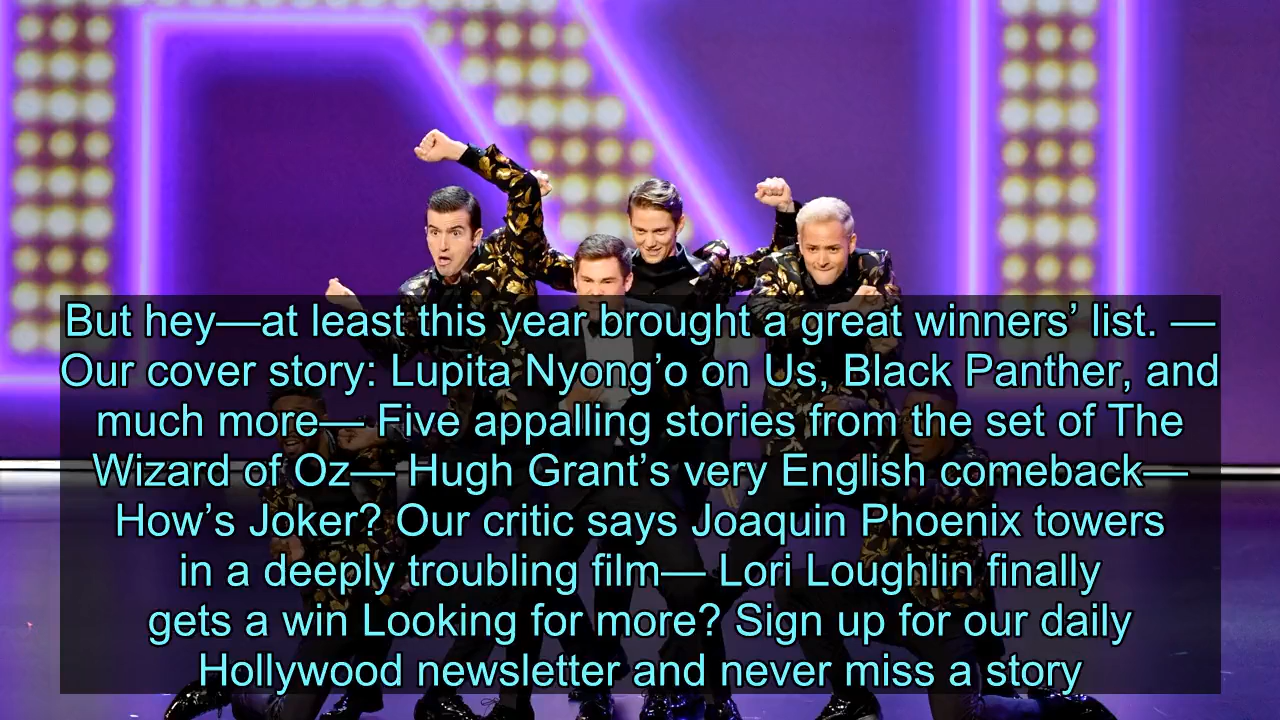 But hey—at least this year brought a great winners’ list. —
Our cover story: Lupita Nyong’o on Us, Black Panther, and
much more— Five appalling stories from the set of The
Wizard of Oz— Hugh Grant’s very English comeback—
How’s Joker? Our critic says Joaquin Phoenix towers
in a deeply troubling film— Lori Loughlin finally
gets a win Looking for more? Sign up for our daily
Hollywood newsletter and never miss a story